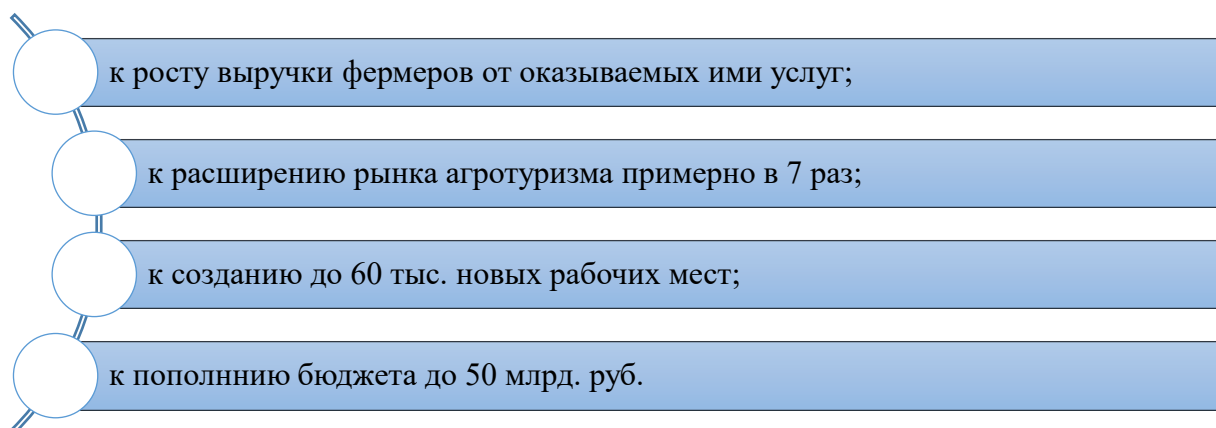 к росту выручки фермеров от оказываемых ими услуг;
к расширению рынка агротуризма примерно в 7 раз;
к созданию до 60 тыс. новых рабочих мест;
к пополннию бюджета до 50 млрд. руб.